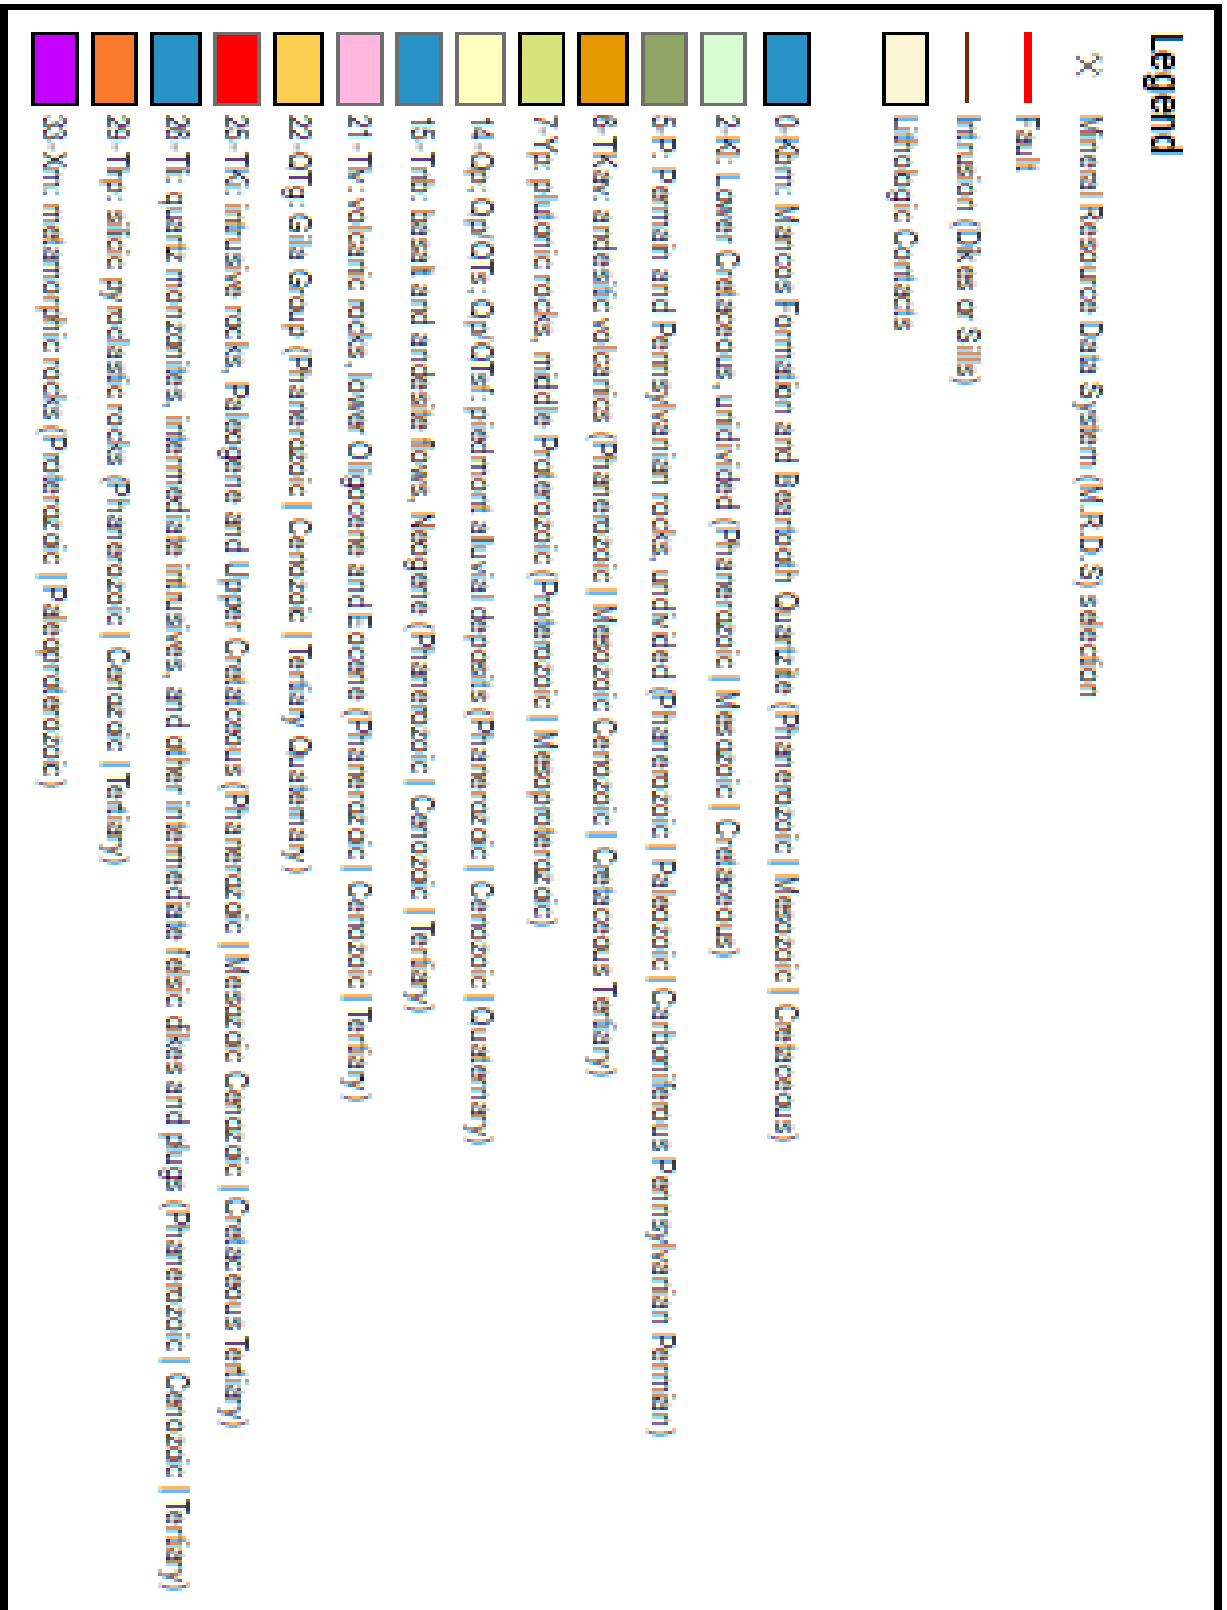 Legend
Mineral Resource Data System (M.R.D.S) selection
Fault
Intrusion (Dikes or Sills)
Lithologic Contacts
0-Kbm: Mancos Formation and Beartooth Quartzite (Phanerozoic | Mesozoic | Cretaceous)
2-Kl: Lower Cretaceous, undivided (Phanerozoic | Mesozoic | Cretaceous)
5-P: Permain and Pennsylvanian rocks, undivided (Phanerozoic | Paleozoic | Carboniferous Pennsylvanian Permian)
6-TKav: andesitic volcanics (Phanerozoic | Mesozoic Cenozoic | Cretaceous Tertiary)
7-Yp: plutonic rocks, middle Proterozoic (Proterozoic | Mesoproterozoic)
14-Qp: Qp/QTs; Qp/QTsf: piedmont alluvial deposits (Phanerozoic | Cenozoic | Quaternary)
15-Tnb: basalt and andesite flows, Neogene (Phanerozoic | Cenozoic | Tertiary)
21-Tlv: volcanic rocks, lower Oligocene and Eocene (Phanerozoic | Cenozoic | Tertiary)
22-QTg: Gila Group (Phanerozoic | Cenozoic | Tertiary Quaternary)
25-TKi: intrusive rocks, Paleogene and Upper Cretaceous (Phanerozoic | Mesozoic Cenozoic | Cretaceous Tertiary)
26-Ti: quartz monzonites, intermediate intrusives, and other intermediate felsic dikes and plugs (Phanerozoic | Cenozoic | Tertiary)
29-Thp: silicic pyroclastic rocks (Phanerozoic | Cenozoic | Tertiary)
33-Xm: metamorphic rocks (Proterozoic | Paleoproterozoic)